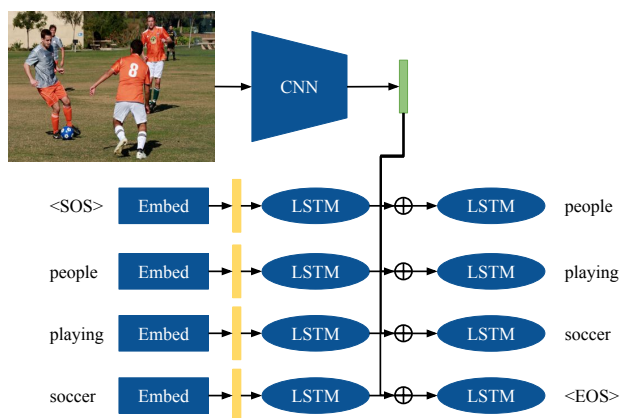 CNN
8
<SOS> Embed LSTM LSTM people
people Embed LSTM LSTM playing
playing Embed LSTM LSTM soccer
soccer Embed LSTM LSTM <EOS>